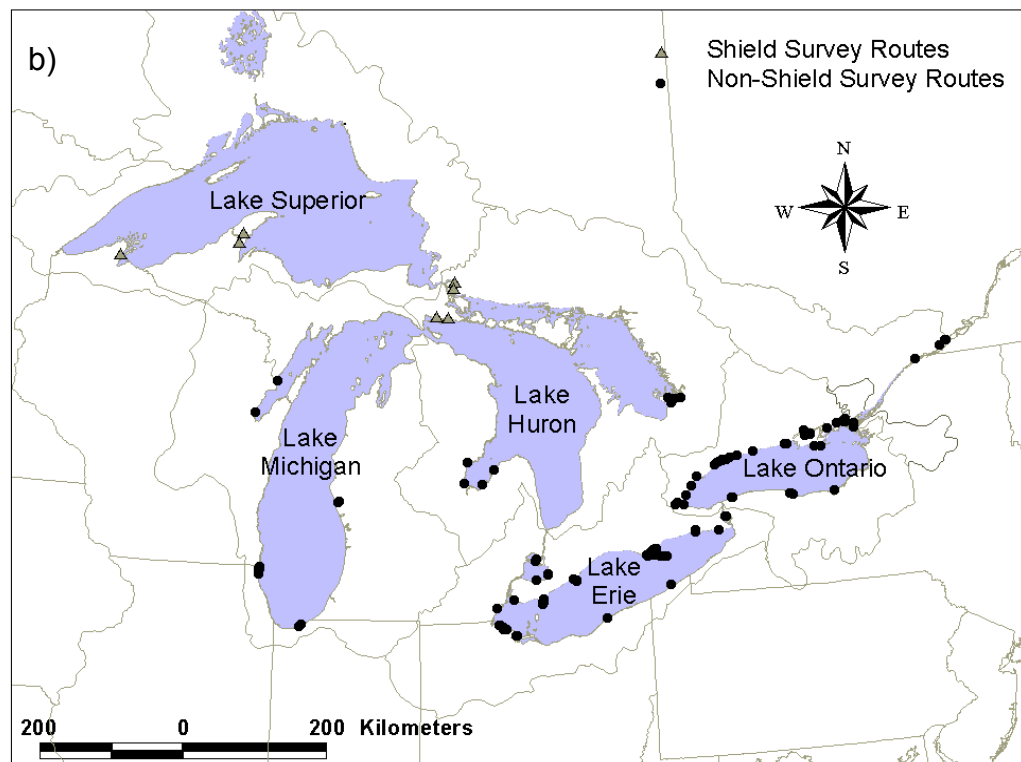 b)
Shield Survey Routes
Non-Shield Survey Routes
N
W
E
S
Lake Superior
Lake
Huron
Lake
Michigan
Lake Ontario
Lake
Erie
200
0
200 Kilometers